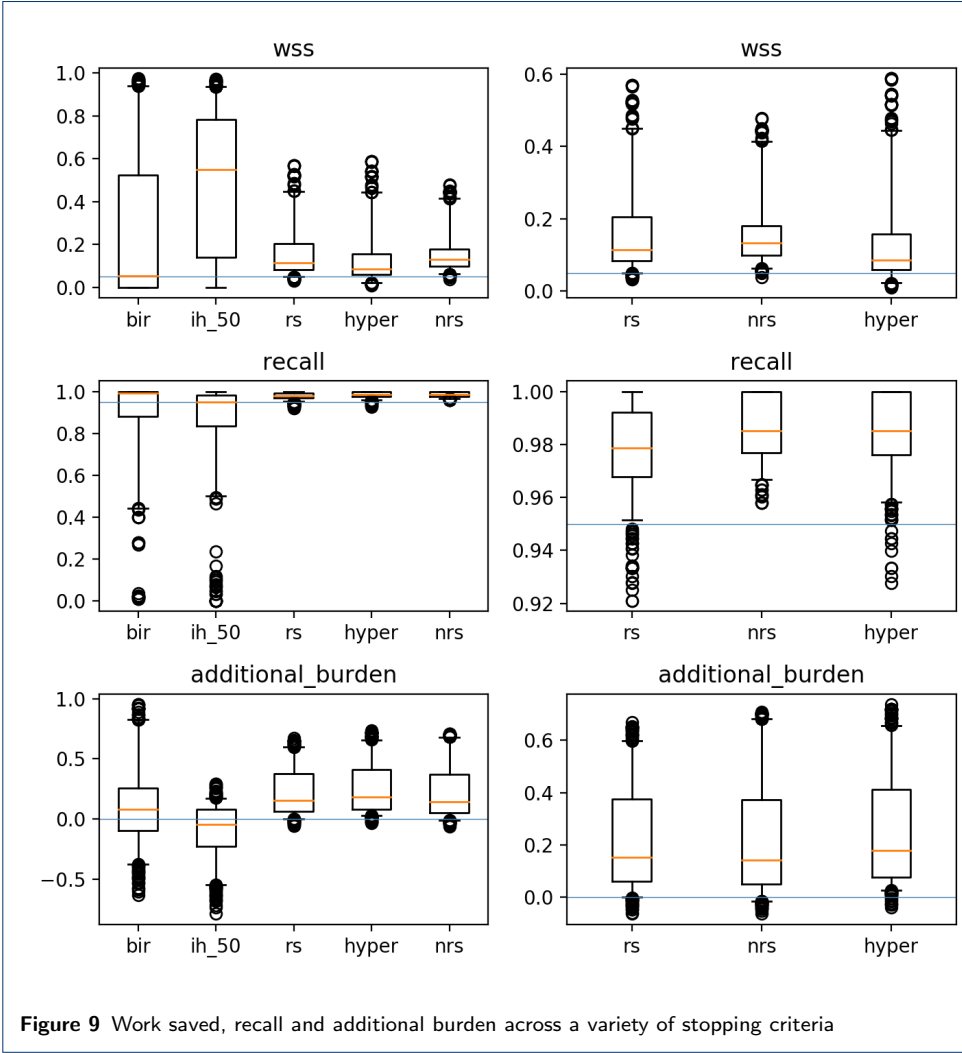 wss
1.0
0.8
0.6
0.4
0.2
0.0
bir ih_50 rs hyper nrs
wss
0.6
0.4
0.2
0.0
rs nrs hyper
recall
1.0
0.8
0.6
0.4
0.2
0.0
bir ih_50 rs hyper nrs
recall
1.00
0.98
0.96
0.94
0.92
rs nrs hyper
additional_burden
1.0
0.5
0.0
−0.5
bir ih_50 rs hyper nrs
additional_burden
0.6
0.4
0.2
0.0
rs nrs hyper
Figure 9 Work saved, recall and additional burden across a variety of stopping criteria